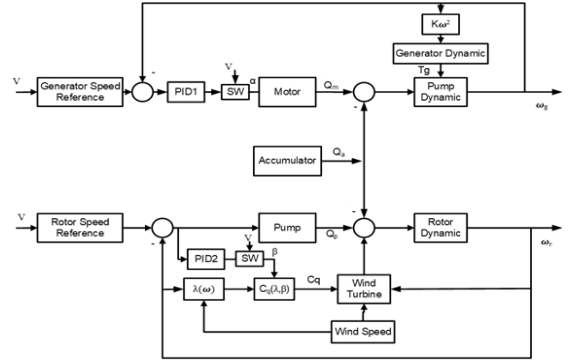 Kω²
Generator Dynamic
Tg
V
Generator Speed
Reference
-
PID1
V
SW
α
Motor
Qm
-
Pump
Dynamic
ωg
Accumulator
Qa
V
Rotor Speed
Reference
-
Pump
Qp
-
Rotor
Dynamic
ωr
PID2
V
SW
β
λ(ω)
Cq(λ,β)
Cq
Wind
Turbine
Wind Speed